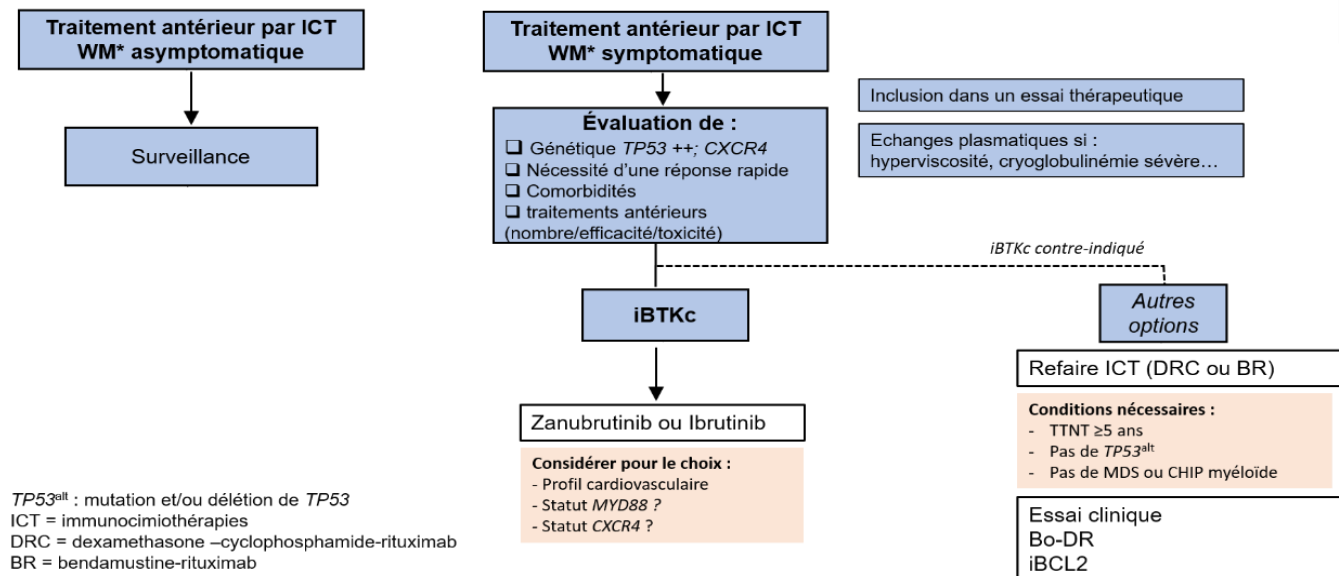 Traitement antérieur par ICT
WM* asymptomatique
Surveillance
Traitement antérieur par ICT
WM* symptomatique
Évaluation de :
❑ Génétique TP53 ++; CXCR4
❑ Nécessité d'une réponse rapide
❑ Comorbidités
❑ traitements antérieurs
(nombre/efficacité/toxicité)
Inclusion dans un essai thérapeutique
Echanges plasmatiques si :
hyperviscosité, cryoglobulinémie sévère…
iBTKc contre-indiqué
iBTKc
Zanubrutinib ou Ibrutinib
Considérer pour le choix :
- Profil cardiovasculaire
- Statut MYD88 ?
- Statut CXCR4 ?
Autres
options
Refaire ICT (DRC ou BR)
Conditions nécessaires :
- TTNT ≥5 ans
- Pas de TP53alt
- Pas de MDS ou CHIP myéloïde
Essai clinique
Bo-DR
iBCL2
TP53alt : mutation et/ou délétion de TP53
ICT = immunocimiothérapies
DRC = dexamethasone –cyclophosphamide-rituximab
BR = bendamustine-rituximab